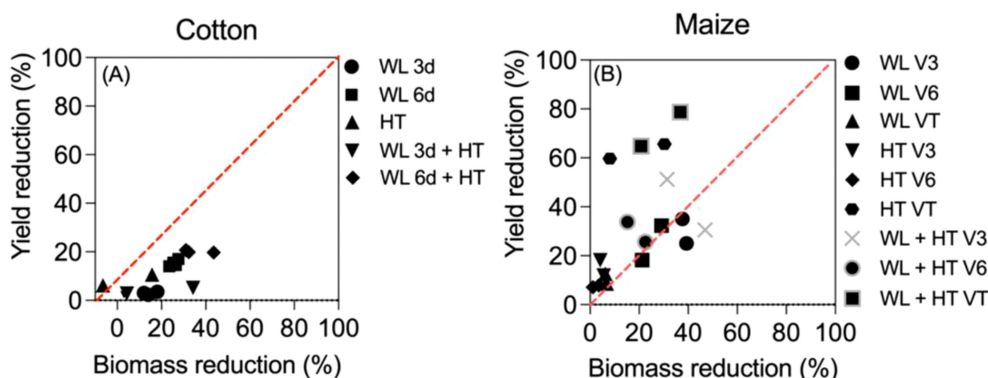 Cotton
Maize
(A)
(B)
Yield reduction (%)
100
80
60
40
20
0
0 20 40 60 80 100
Biomass reduction (%)
WL 3d
WL 6d
HT
WL 3d + HT
WL 6d + HT
Yield reduction (%)
100
80
60
40
20
0
0 20 40 60 80 100
Biomass reduction (%)
WL V3
WL V6
WL VT
HT V3
HT V6
HT VT
WL + HT V3
WL + HT V6
WL + HT VT